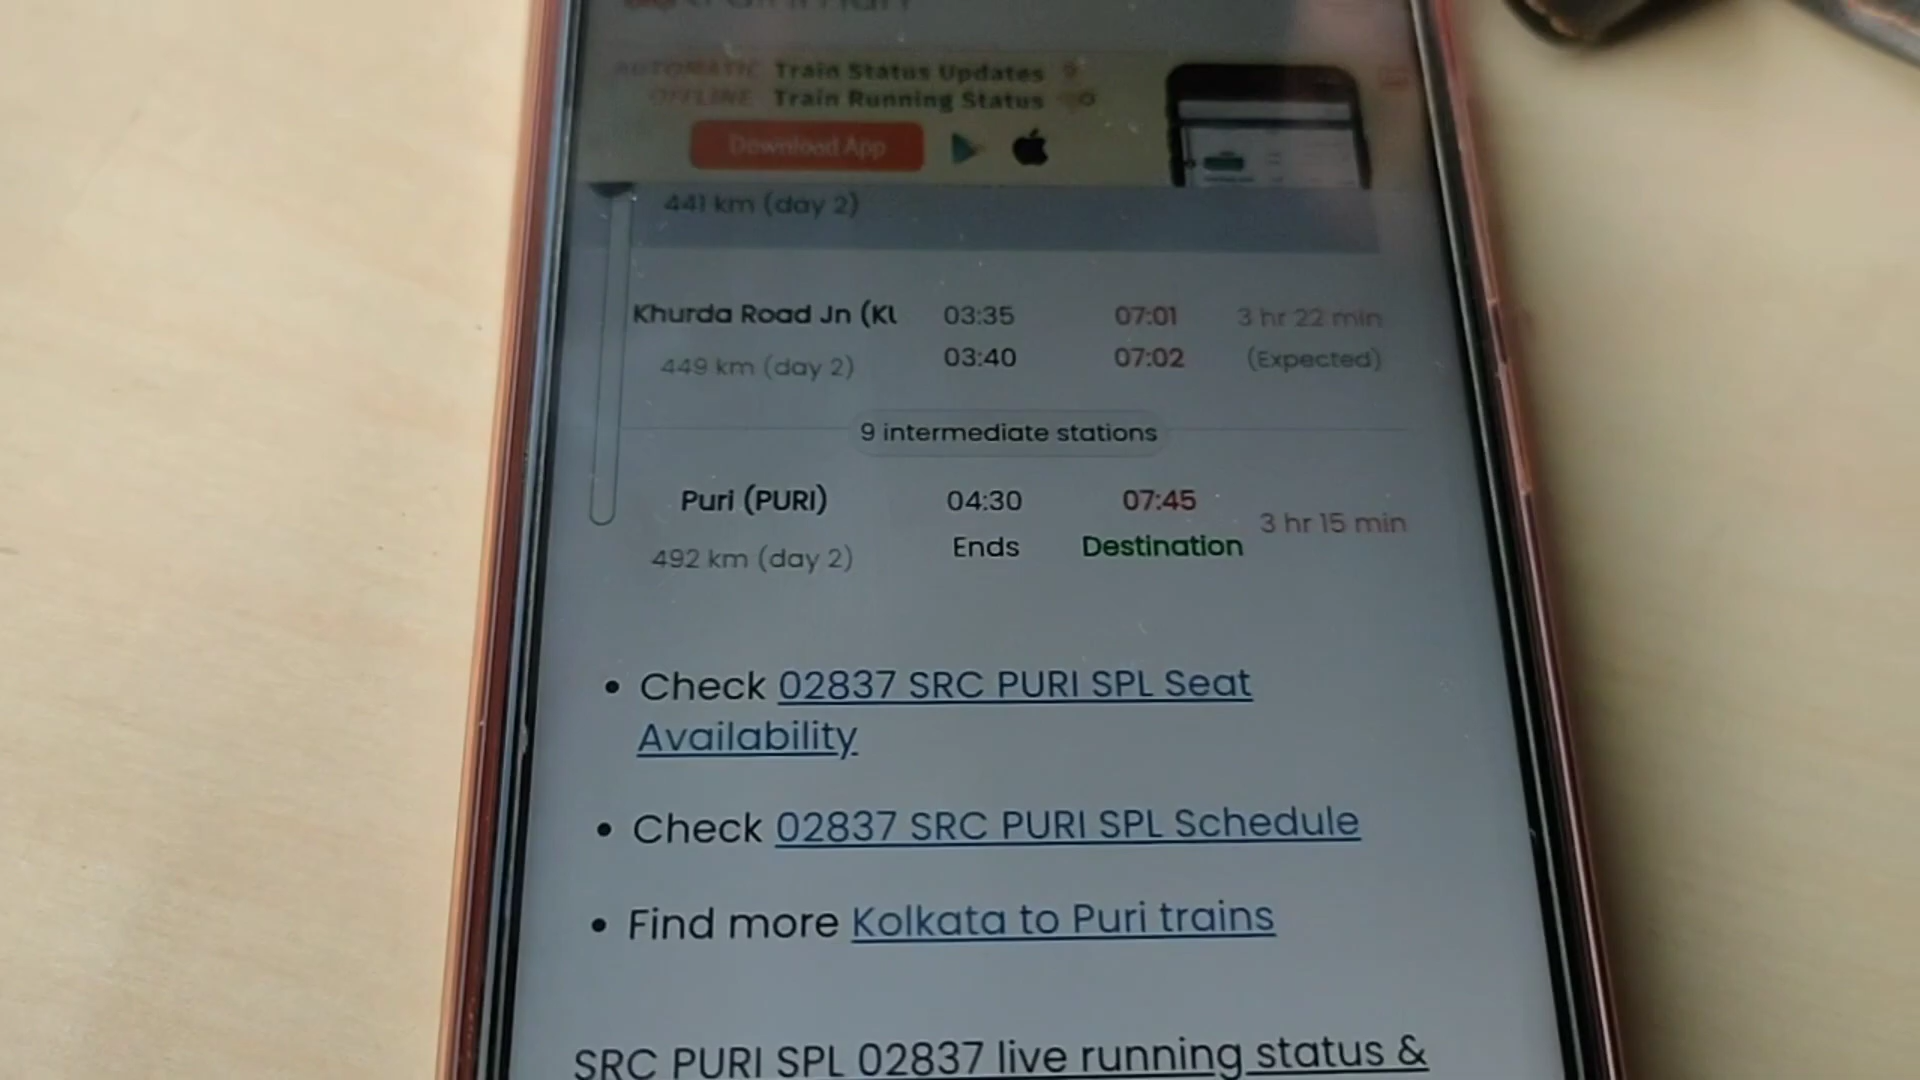 AUTOMATIC Train Status Updates
OFFLINE Train Running Status
Download App
441 km (day 2)
Khurda Road Jn (KU 03:35 07:01 3 hr 22 min
449 km (day 2) 03:40 07:02 (Expected)
9 intermediate stations
Puri (PURI) 04:30 07:45 3 hr 15 min
492 km (day 2) Ends Destination
• Check 02837 SRC PURI SPL Seat
Availability
• Check 02837 SRC PURI SPL Schedule
• Find more Kolkata to Puri trains
SRC PURI SPL 02837 live running status &